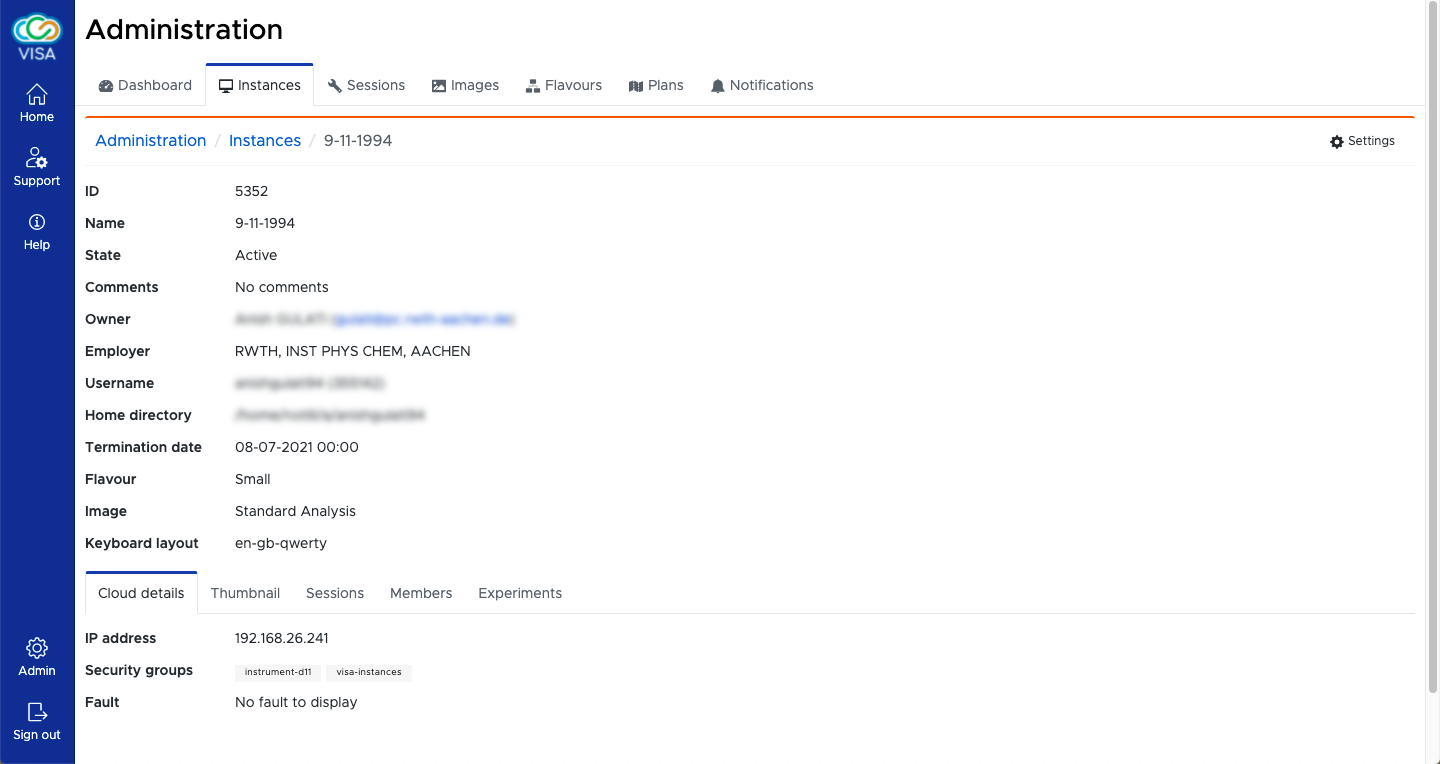 VISA
Home
Support
Help
Admin
Sign out
Administration
Dashboard Instances Sessions Images Flavours Plans Notifications
Administration / Instances / 9-11-1994 Settings
ID 5352
Name 9-11-1994
State Active
Comments No comments
Owner
Employer RWTH, INST PHYS CHEM, AACHEN
Username
Home directory
Termination date 08-07-2021 00:00
Flavour Small
Image Standard Analysis
Keyboard layout en-gb-qwerty
Cloud details Thumbnail Sessions Members Experiments
IP address 192.168.26.241
Security groups instrument-d11 visa-instances
Fault No fault to display